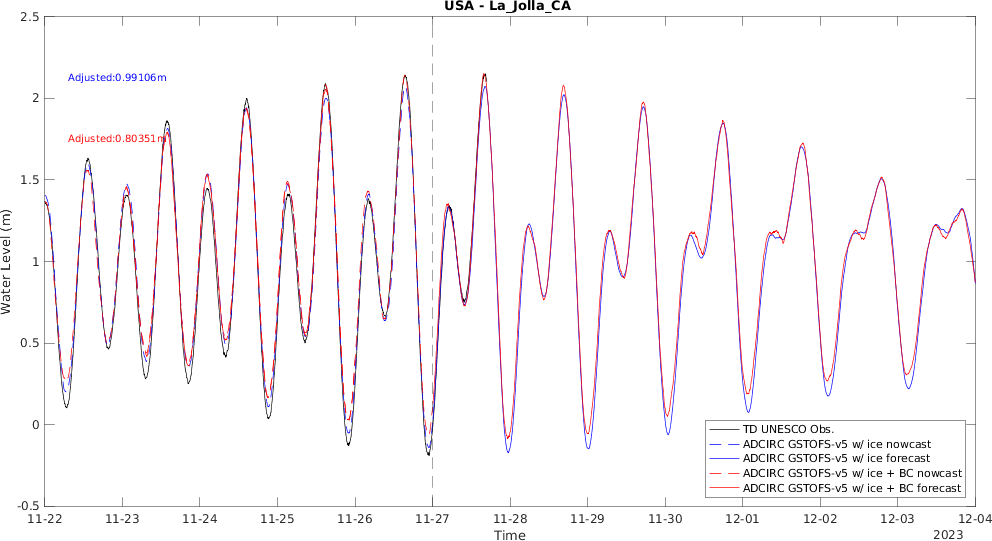 USA - La_Jolla_CA
2.5
2
1.5
1
0.5
0
-0.5
Water Level (m)
Adjusted:0.99106m
Adjusted:0.80351m
TD UNESCO Obs.
ADCIRC GSTOFS-v5 w/ ice nowcast
ADCIRC GSTOFS-v5 w/ ice forecast
ADCIRC GSTOFS-v5 w/ ice + BC nowcast
ADCIRC GSTOFS-v5 w/ ice + BC forecast
11-22 11-23 11-24 11-25 11-26 11-27 11-28 11-29 11-30 12-01 12-02 12-03 12-04
Time
2023